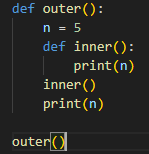 def outer():
    n = 5
    def inner():
        print(n)
    inner()
    print(n)

outer()